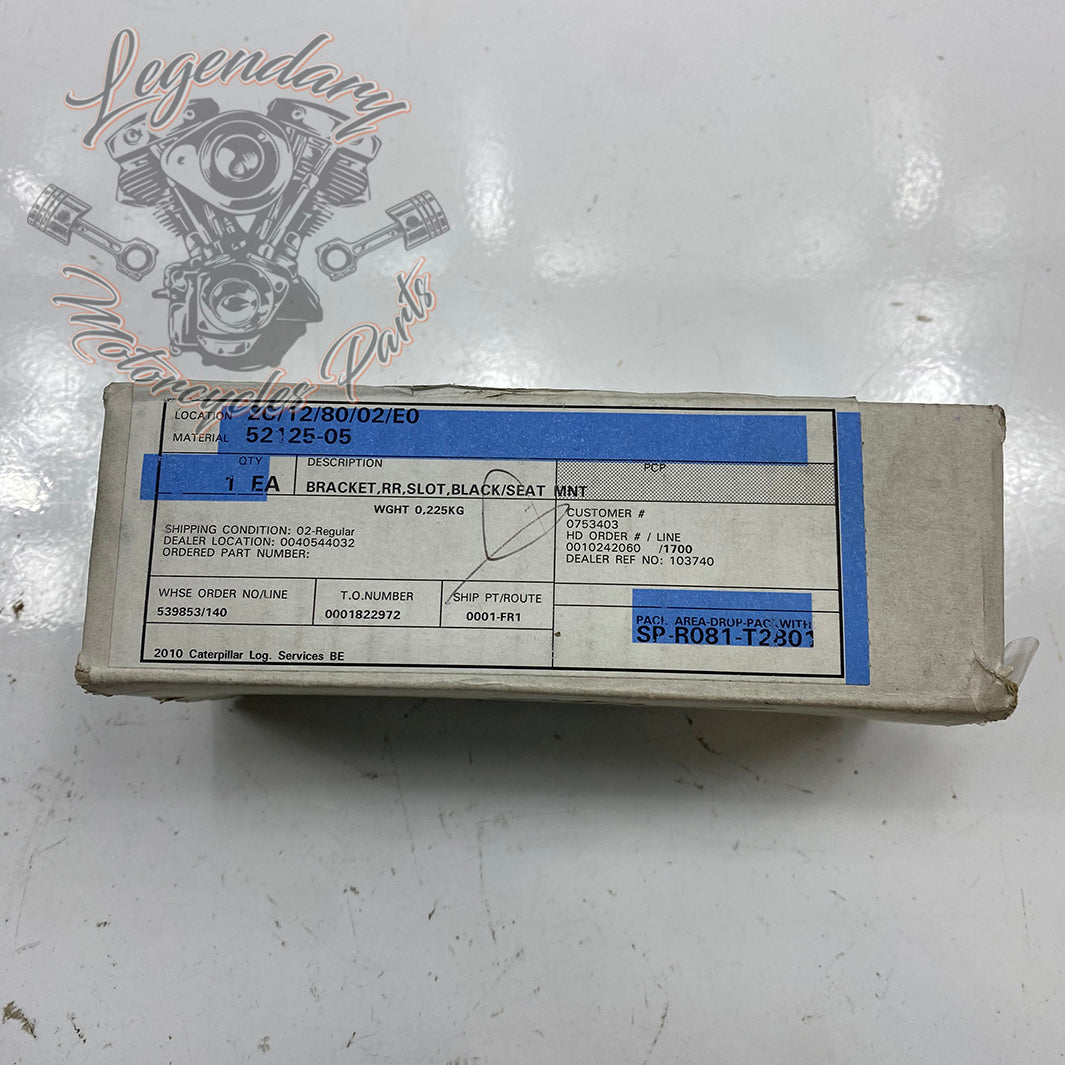 Legendary
Motorcycles Parts
LOCATION 2C/12/80/02/E0
MATERIAL 52125-05
QTY
1 EA
DESCRIPTION
BRACKET,RR,SLOT,BLACK/SEAT MNT
WGHT 0,225KG
PCP
SHIPPING CONDITION: 02-Regular
DEALER LOCATION: 0040544032
ORDERED PART NUMBER:
CUSTOMER #
0753403
HD ORDER # / LINE
0010242060 /1700
DEALER REF NO: 103740
WHSE ORDER NO/LINE
539853/140
T.O.NUMBER
0001822972
SHIP PT/ROUTE
0001-FR1
PACK AREA-DROP-PACK WITH
SP-R081-T2801
2010 Caterpillar Log. Services BE